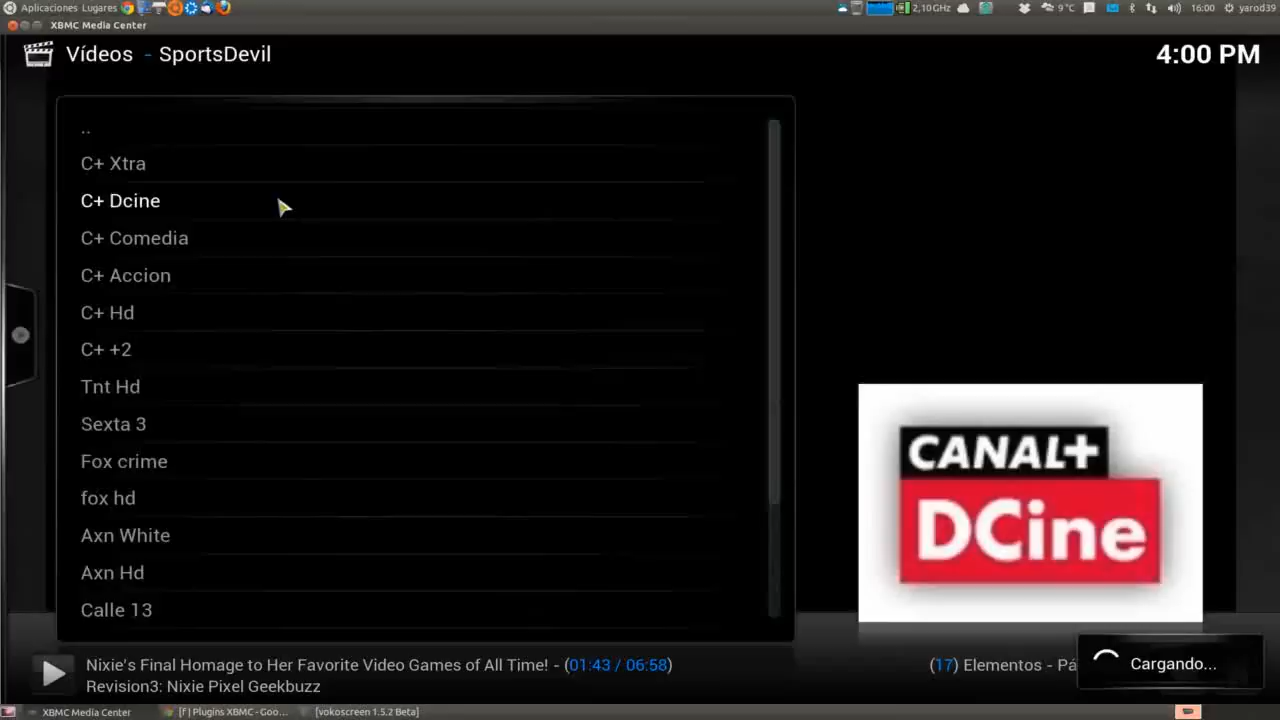 Aplicaciones Lugares
2,10GHz
9°C
16:00
yarod39
XBMC Media Center
Vídeos - SportsDevil
4:00 PM
..
C+ Xtra
C+ Dcine
C+ Comedia
C+ Accion
C+ Hd
C+ +2
Tnt Hd
Sexta 3
Fox crime
fox hd
Axn White
Axn Hd
Calle 13
CANAL+
DCine
Nixie's Final Homage to Her Favorite Video Games of All Time! - (01:43 / 06:58)
Revision3: Nixie Pixel Geekbuzz
(17) Elementos - Pá
Cargando...
XBMC Media Center
[f | Plugins XBMC - Goo...
[vokoscreen 1.5.2 Beta]